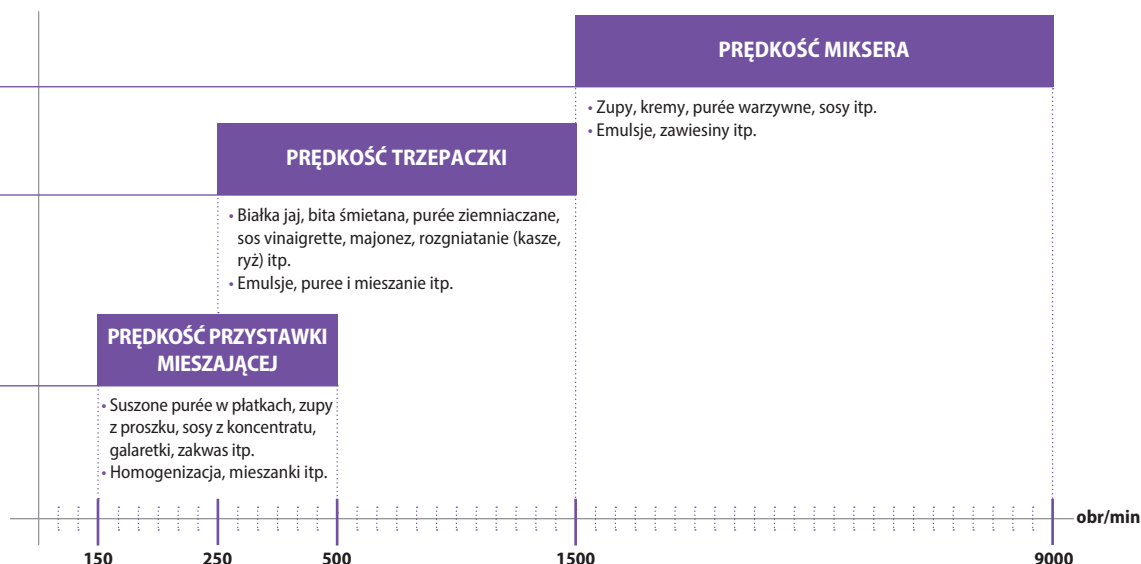 PRĘDKOŚĆ MIKSERA
• Zupy, kremy, purée warzywne, sosy itp.
• Emulsje, zawiesiny itp.
PRĘDKOŚĆ TRZEPACZKI
• Białka jaj, bita śmietana, purée ziemniaczane,
sos vinaigrette, majonez, rozgniatanie (kasze,
ryż) itp.
• Emulsje, puree i mieszanie itp.
PRĘDKOŚĆ PRZYSTAWKI
MIESZAJĄCEJ
• Suszone purée w płatkach, zupy
z proszku, sosy z koncentratu,
galaretki, zakwas itp.
• Homogenizacja, mieszanki itp.
obr/min
150 250 500 1500 9000